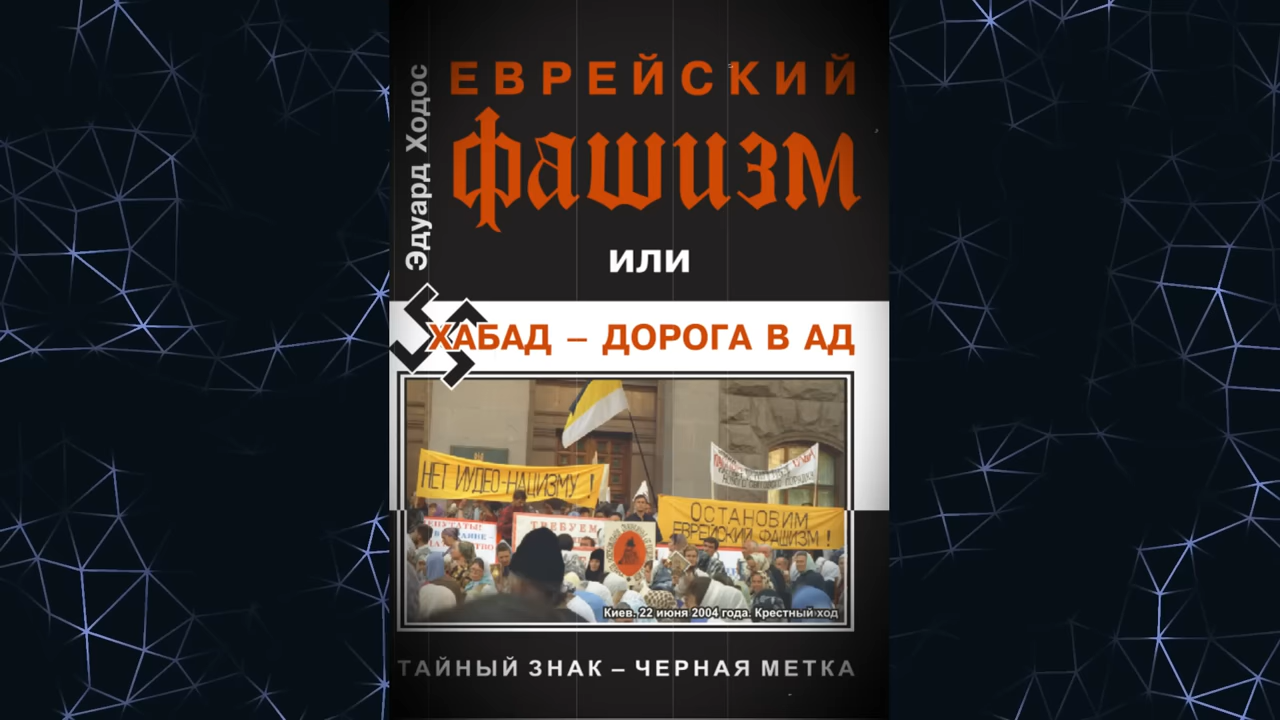 Эдуард Ходос
ЕВРЕЙСКИЙ
фашизм
или
ХАБАД – ДОРОГА В АД
НЕТ ИУДЕО-НАЦИЗМУ !
ОСТАНОВИМ
ЕВРЕЙСКИЙ ФАШИЗМ !
ТРЕБУЕМ
Киев. 22 июня 2004 года. Крестный ход
ТАЙНЫЙ ЗНАК – ЧЕРНАЯ МЕТКА